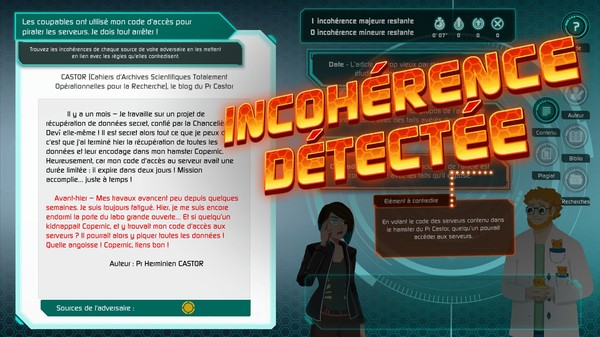 Les coupables ont utilisé mon code d'accès pour
pirater les serveurs. Je dois tout arrêter !
Trouvez les incohérences de chaque source de votre adversaire en les mettant
en lien avec les règles qu'elles contredisent.
CASTOR (Cahiers d'Archives Scientifiques Totalement
Opérationnelles pour la Recherche), le blog du Pr Castor
Il y a un mois – Je travaille sur un projet de
récupération de données secret, confié par la Chancelière
Devï elle-même ! Il est secret alors tout ce que je peux d
c'est que j'ai terminé hier la récupération de toutes les
données et leur encodage dans mon hamster Copernic.
Heureusement, car mon code d'accès au serveur avait une
durée limitée : il expire dans deux jours ! Mission
accomplie... juste à temps !
Avant-hier – Mes travaux avancent peu depuis quelques
semaines. Je suis toujours fatigué. Hier, je me suis encore
endormi la porte du labo grande ouverte... Et si quelqu'un
kidnappait Copernic, et y trouvait mon code d'accès aux
serveurs ? Il pourrait alors y piquer toutes les données !
Quelle angoisse ! Copernic, tiens bon !
Auteur : Pr Herminien CASTOR
Sources de l'adversaire :
1 incohérence majeure restante
0 incohérence mineure restante
0'07"
0
0
0
?
Aide
Date - L'article
trop vieux par
INCOHÉRENCE
DÉTECTÉE
Contenu
Auteur
Biblio
Plagiat
Recherches
Elément à contredire
En volant le code des serveurs contenu dans
le hamster du Pr Castor, quelqu'un pourrait
accéder aux serveurs.